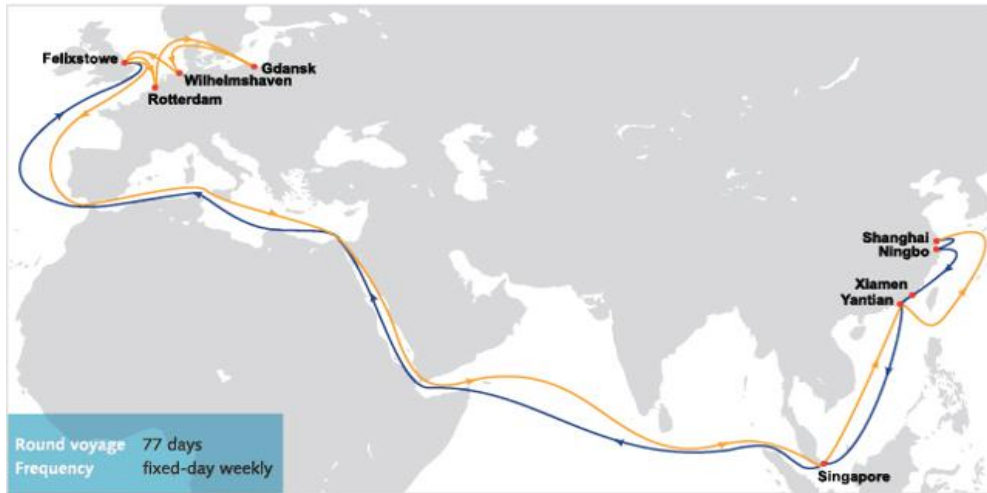 Felixstowe
Gdansk
Wilhelmshaven
Rotterdam
Shanghai
Ningbo
Xiamen
Yantian
Singapore
Round voyage 77 days
Frequency fixed-day weekly